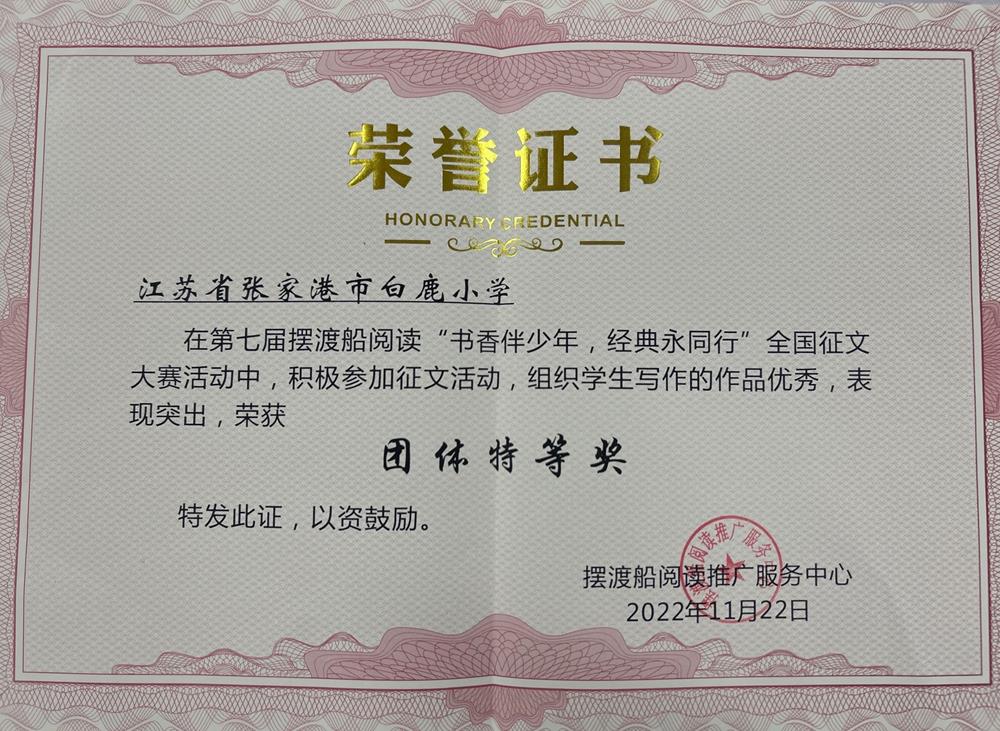 荣誉证书
HONORARY CREDENTIAL
江苏省张家港市白鹿小学
在第七届摆渡船阅读“书香伴少年，经典永同行”全国征文
大赛活动中，积极参加征文活动，组织学生写作的作品优秀，表
现突出，荣获
团体特等奖
特发此证，以资鼓励。
摆渡船阅读推广服务中心
2022年11月22日